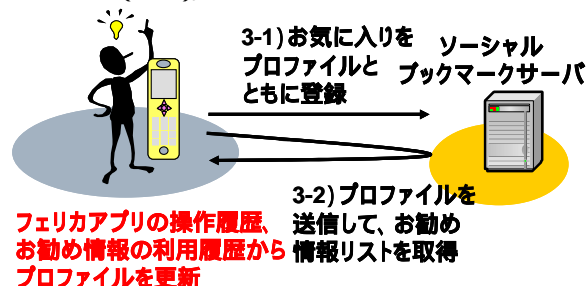 3-1)お気に入りを
プロファイルと
ともに登録
ソーシャル
ブックマークサーバ
3-2)プロファイルを
送信して、お勧め
情報リストを取得
フェリカアプリの操作履歴、
お勧め情報の利用履歴から
プロファイルを更新